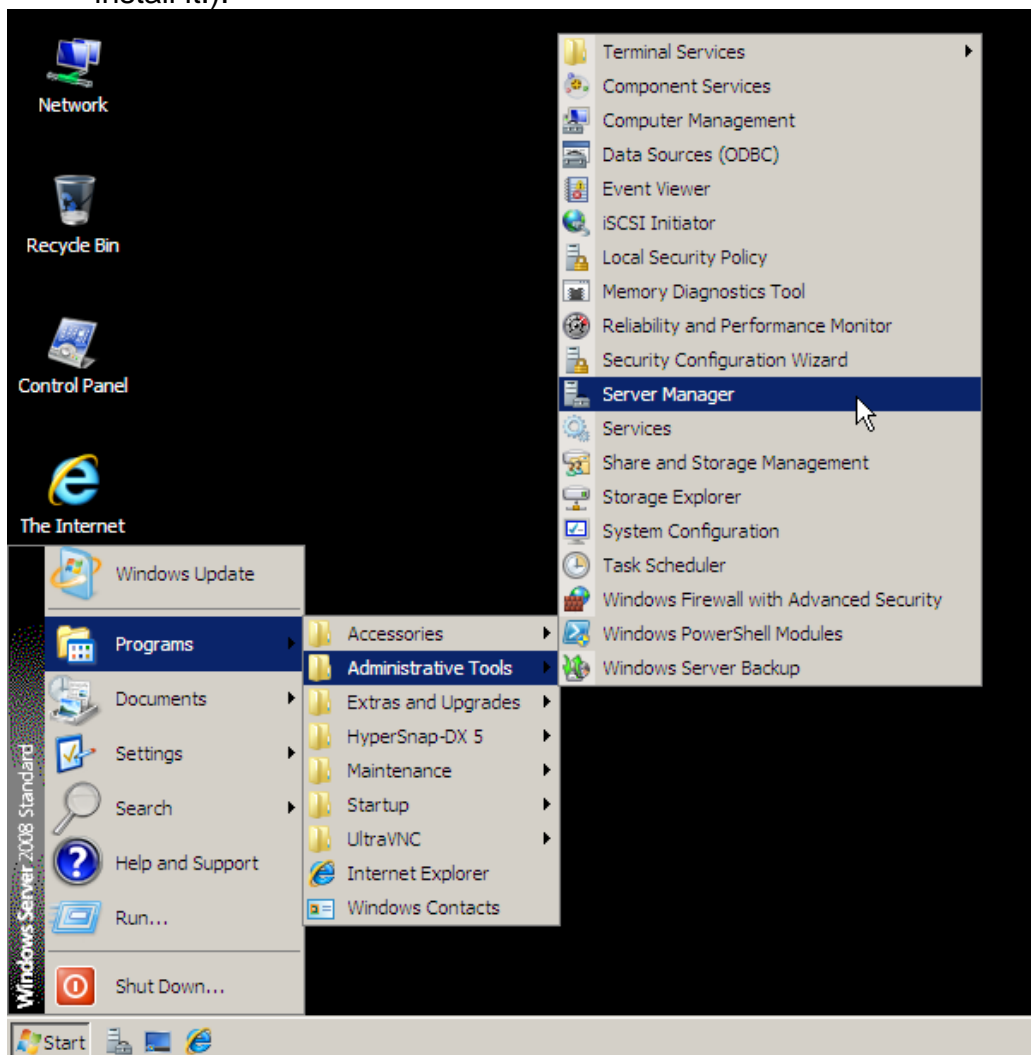 install it.).
Network
Recycle Bin
Control Panel
The Internet
Windows Update
Programs
Documents
Settings
Search
Help and Support
Run...
Shut Down...
Windows Server 2008 Standard
Accessories
Administrative Tools
Extras and Upgrades
HyperSnap-DX 5
Maintenance
Startup
UltraVNC
Internet Explorer
Windows Contacts
Terminal Services
Component Services
Computer Management
Data Sources (ODBC)
Event Viewer
iSCSI Initiator
Local Security Policy
Memory Diagnostics Tool
Reliability and Performance Monitor
Security Configuration Wizard
Server Manager
Services
Share and Storage Management
Storage Explorer
System Configuration
Task Scheduler
Windows Firewall with Advanced Security
Windows PowerShell Modules
Windows Server Backup
Start